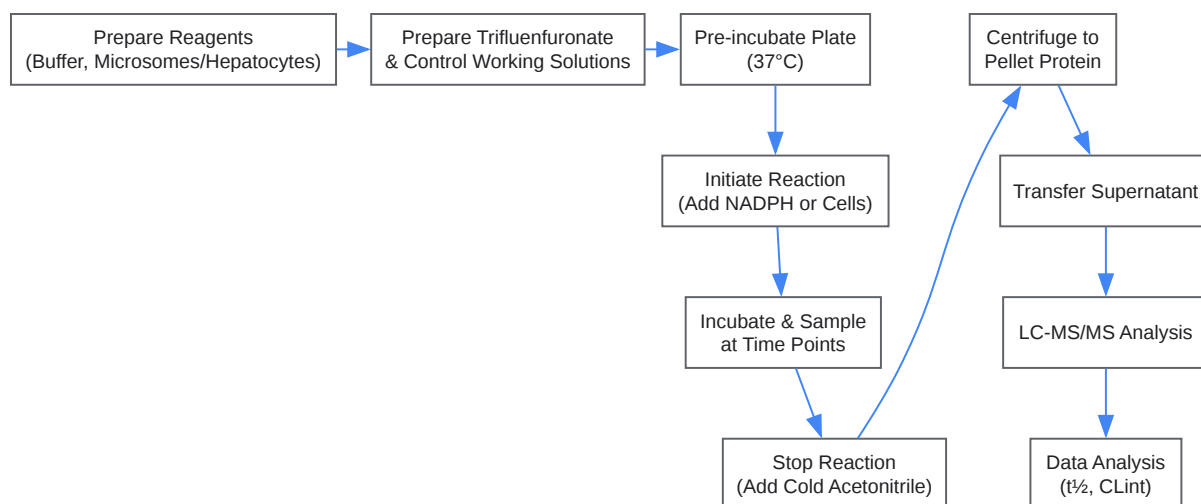 Prepare Reagents
(Buffer, Microsomes/Hepatocytes)
Prepare Trifluenfuronate
& Control Working Solutions
Pre-incubate Plate
(37°C)
Initiate Reaction
(Add NADPH or Cells)
Incubate & Sample
at Time Points
Stop Reaction
(Add Cold Acetonitrile)
Centrifuge to
Pellet Protein
Transfer Supernatant
LC-MS/MS Analysis
Data Analysis
(t½, CLint)